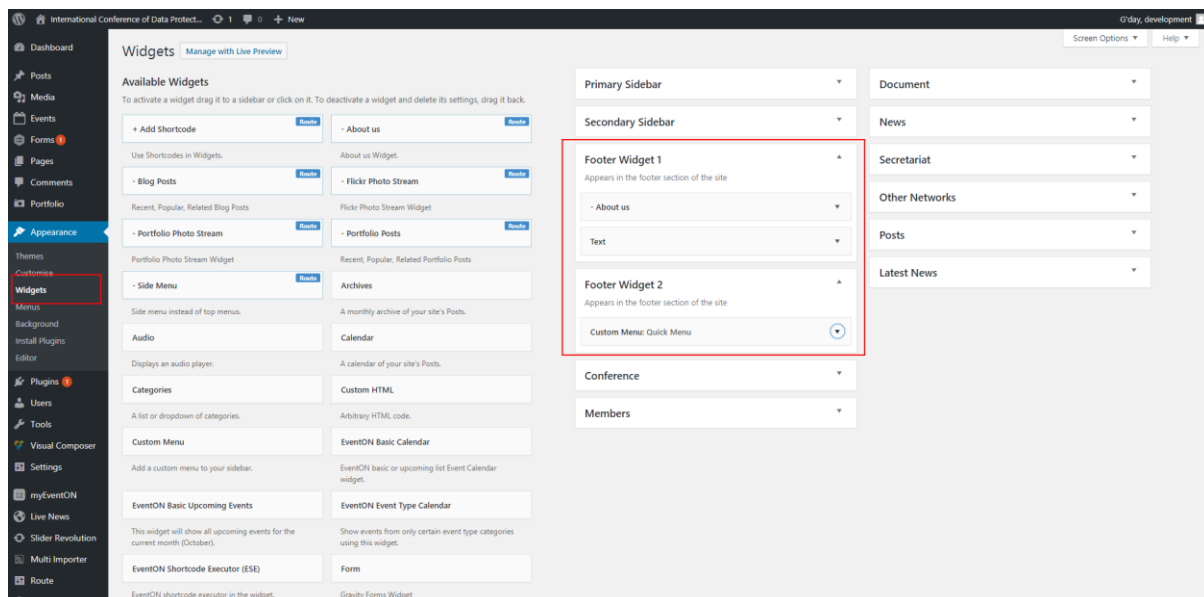 International Conference of Data Protect... 1 0 + New
G'day, development
Screen Options Help
Dashboard
Posts
Media
Events
Forms 1
Pages
Comments
Portfolio
Appearance
Themes
Customise
Widgets
Menus
Background
Install Plugins
Editor
Plugins 1
Users
Tools
Visual Composer
Settings
myEventON
Live News
Slider Revolution
Multi Importer
Route
Widgets Manage with Live Preview
Available Widgets
To activate a widget drag it to a sidebar or click on it. To deactivate a widget and delete its settings, drag it back.
+ Add Shortcode Route
Use Shortcodes in Widgets.
- About us Route
About us Widget.
- Blog Posts Route
Recent, Popular, Related Blog Posts
- Flickr Photo Stream Route
Flickr Photo Stream Widget
- Portfolio Photo Stream Route
Portfolio Photo Stream Widget
- Portfolio Posts Route
Recent, Popular, Related Portfolio Posts
- Side Menu Route
Side menu instead of top menus.
Archives
A monthly archive of your site's Posts.
Audio
Displays an audio player.
Calendar
A calendar of your site's Posts.
Categories
A list or dropdown of categories.
Custom HTML
Arbitrary HTML code.
Custom Menu
Add a custom menu to your sidebar.
EventON Basic Calendar
EventON basic or upcoming list Event Calendar
widget.
EventON Basic Upcoming Events
This widget will show all upcoming events for the
current month (October).
EventON Event Type Calendar
Show events from only certain event type categories
using this widget.
EventON Shortcode Executor (ESE)
EventON shortcode executor in the widget.
Form
Gravity Forms Widget
Primary Sidebar
Secondary Sidebar
Footer Widget 1
Appears in the footer section of the site
- About us
Text
Footer Widget 2
Appears in the footer section of the site
Custom Menu: Quick Menu
Conference
Members
Document
News
Secretariat
Other Networks
Posts
Latest News